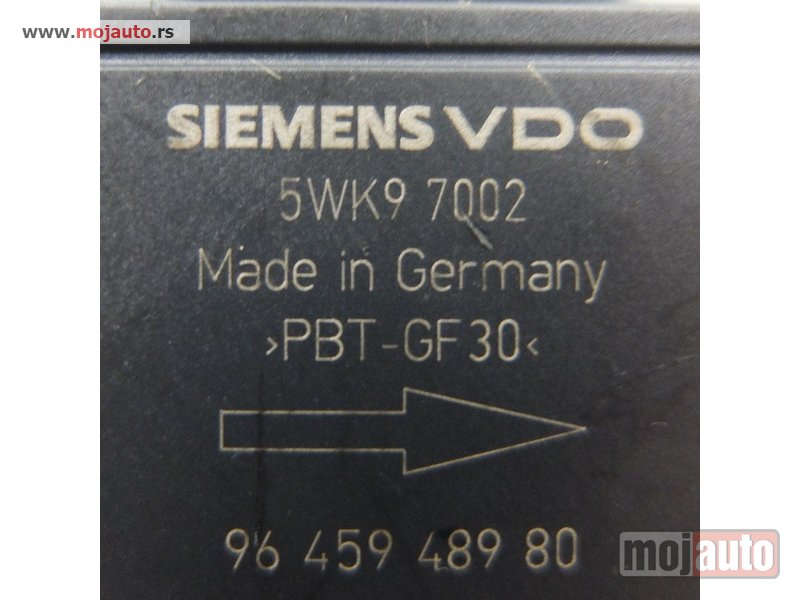 www.mojauto.rs
SIEMENS VDO
5WK9 7002
Made in Germany
>PBT-GF30<
96 459 489 80
mojauto